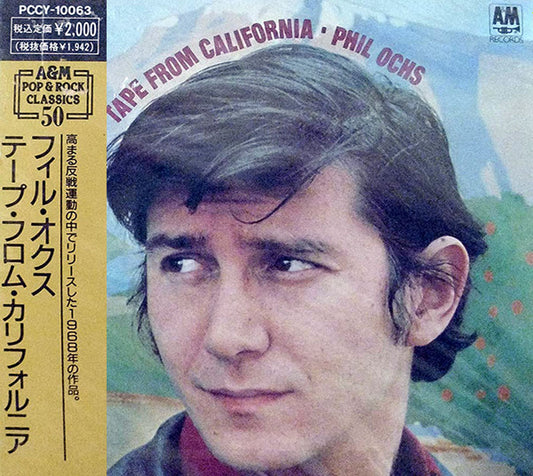 PCCY-10063
税込定価 ¥2,000
(税抜価格¥1,942)
A&M
POP & ROCK
CLASSICS
50
フィル・オクス
テープ・フロム・カリフォルニア
高まる反戦運動の中でリリースした1968年の作品。
TAPE FROM CALIFORNIA · PHIL OCHS
AM
RECORDS